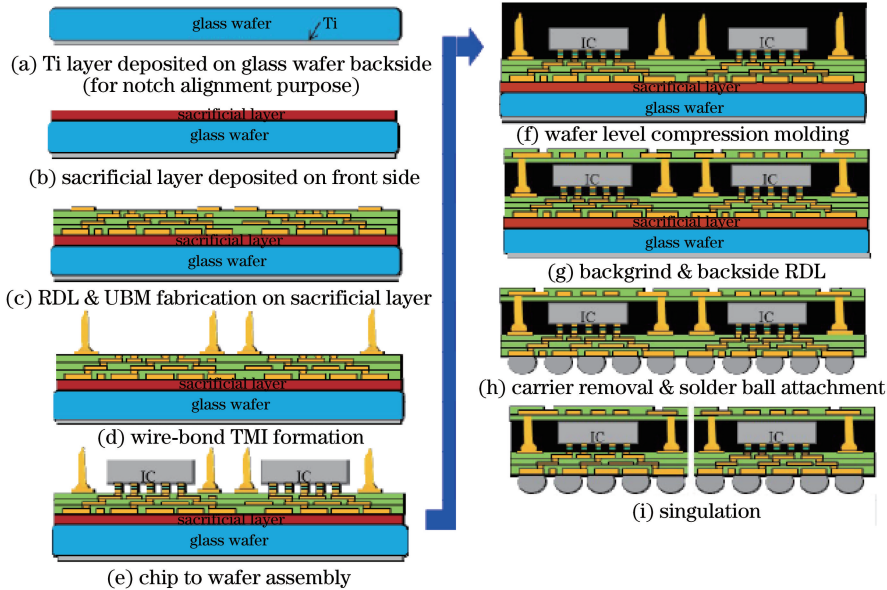 glass wafer
Ti
(a) Ti layer deposited on glass wafer backside
(for notch alignment purpose)
sacrificial layer
glass wafer
(b) sacrificial layer deposited on front side
sacrificial layer
glass wafer
(c) RDL & UBM fabrication on sacrificial layer
sacrificial layer
glass wafer
(d) wire-bond TMI formation
IC
IC
sacrificial layer
glass wafer
(e) chip to wafer assembly
IC
IC
sacrificial layer
glass wafer
(f) wafer level compression molding
IC
IC
sacrificial layer
glass wafer
(g) backgrind & backside RDL
IC
IC
(h) carrier removal & solder ball attachment
IC
IC
(i) singulation